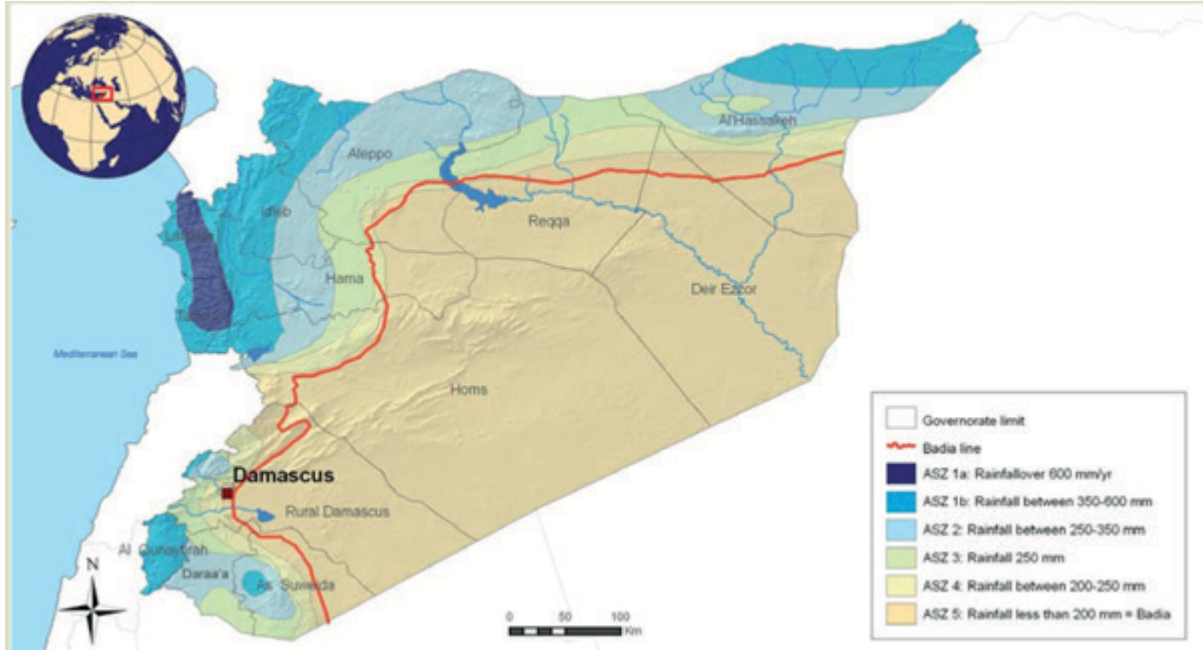 Al Hassakeh
Aleppo
Idleb
Reqqa
Hama
Deir Ezzor
Mediterranean Sea
Homs
Governorate limit
Badia line
Damascus
ASZ 1a: Rainfallover 600 mm/yr
ASZ 1b: Rainfall between 350-600 mm
Rural Damascus
ASZ 2: Rainfall between 250-350 mm
Al Qunaytirah
N
ASZ 3: Rainfall 250 mm
Daraa'a
As Suweida
ASZ 4: Rainfall between 200-250 mm
0 50 100
Km
ASZ 5: Rainfall less than 200 mm = Badia